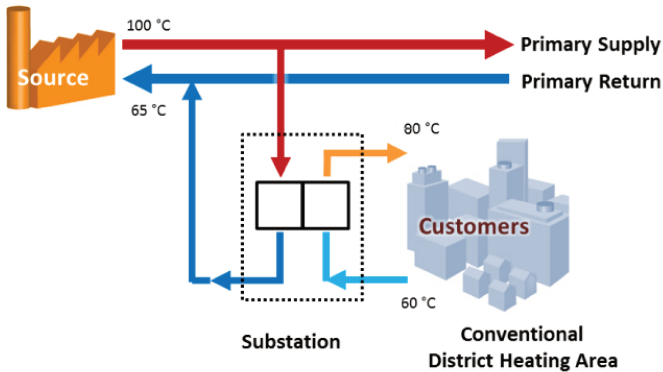 100 °C
Primary Supply
Source
Primary Return
65 °C
80 °C
Customers
60 °C
Substation
Conventional
District Heating Area